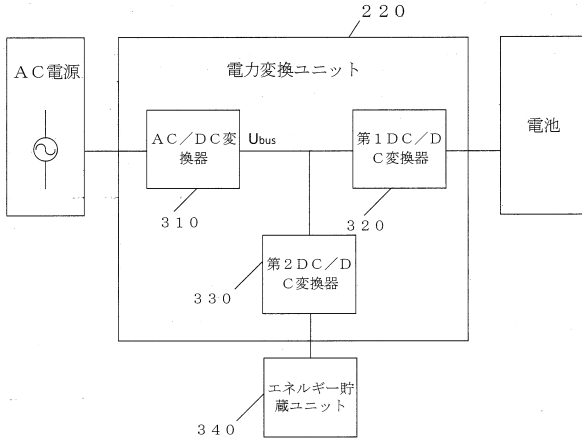 ２２０
ＡＣ電源
電力変換ユニット
電池
ＡＣ／ＤＣ変
換器
Ubus
第１ＤＣ／Ｄ
Ｃ変換器
３１０
３２０
第２ＤＣ／Ｄ
Ｃ変換器
３３０
エネルギー貯
蔵ユニット
３４０